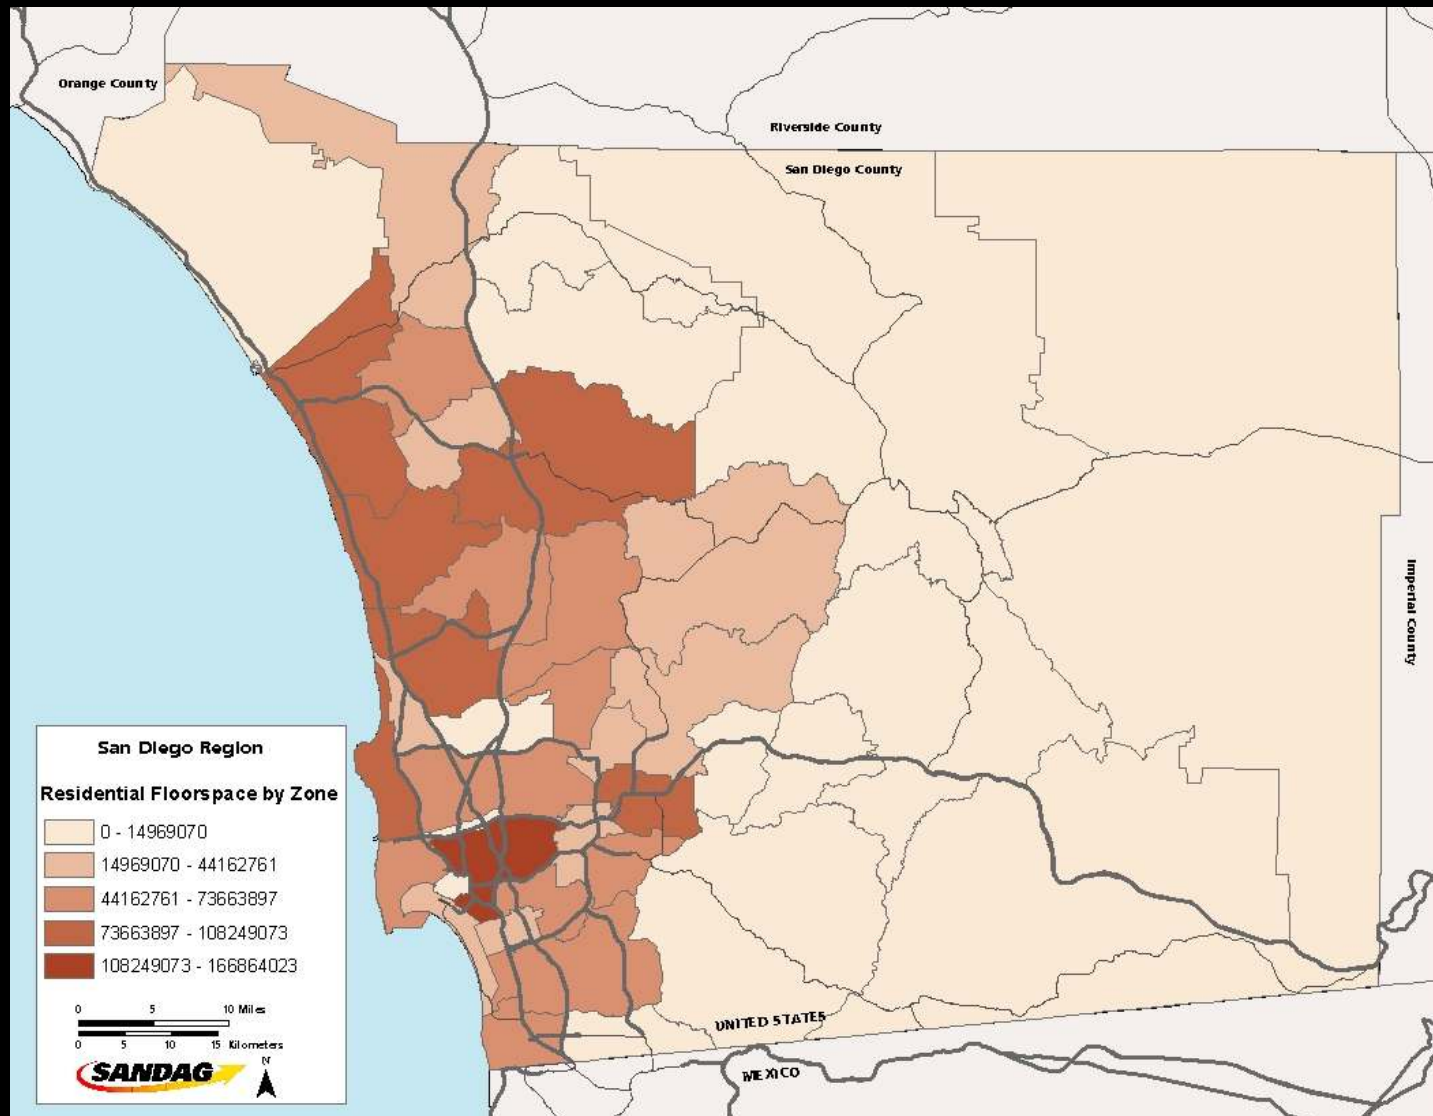 Orange County
Riverside County
San Diego County
Imperial County
San Diego Region
Residential Floorspace by Zone
0 - 14969070
14969070 - 44162761
44162761 - 73663897
73663897 - 108249073
108249073 - 166864023
0 5 10 Miles
0 5 10 15 Kilometers
SANDAG
N
UNITED STATES
MEXICO